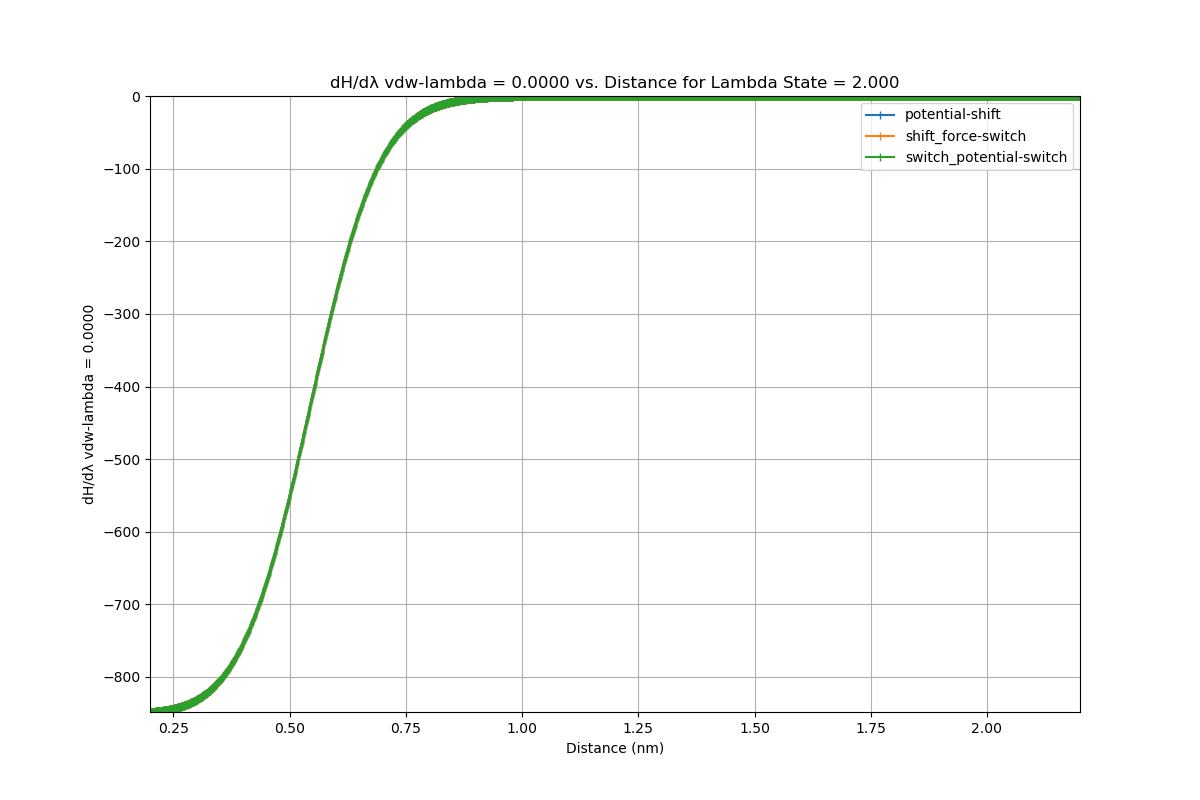 dH/dλ vdw-lambda = 0.0000 vs. Distance for Lambda State = 2.000
potential-shift
shift_force-switch
switch_potential-switch
dH/dλ vdw-lambda = 0.0000
0
−100
−200
−300
−400
−500
−600
−700
−800
0.25 0.50 0.75 1.00 1.25 1.50 1.75 2.00
Distance (nm)